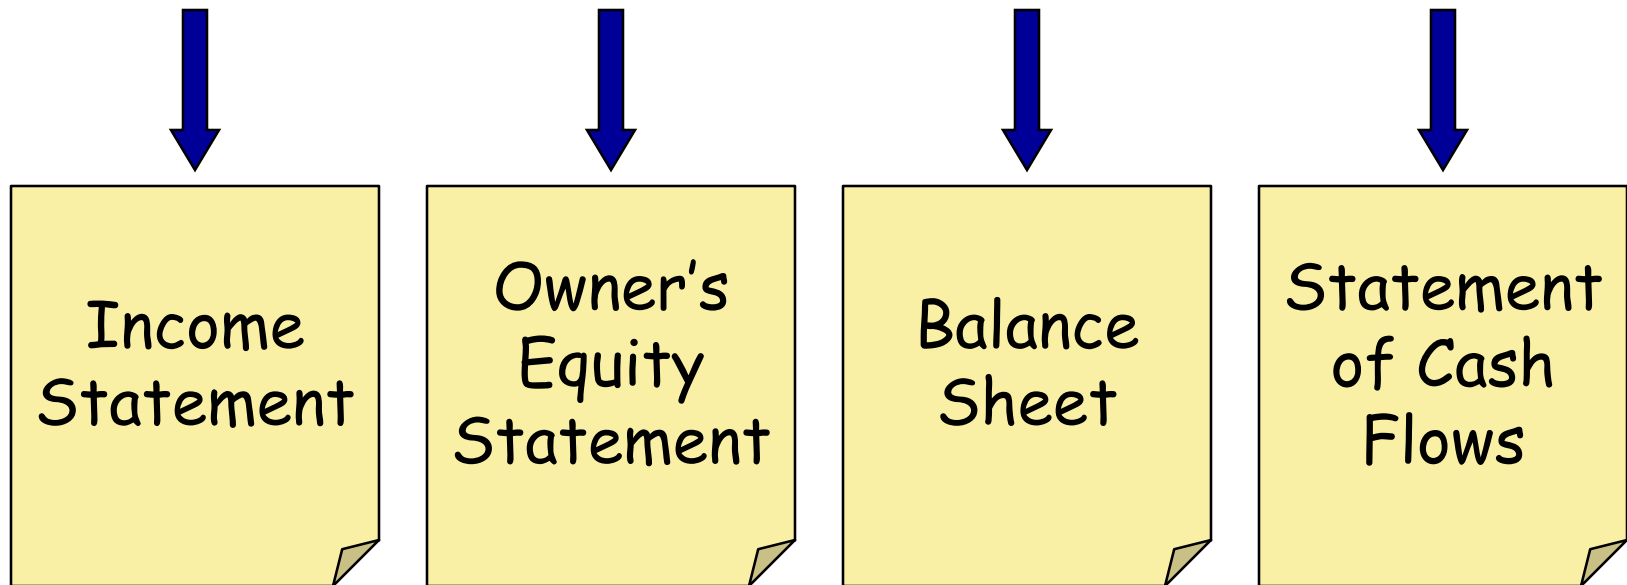 Income
Statement
Owner’s
Equity
Statement
Balance
Sheet
Statement
of Cash
Flows